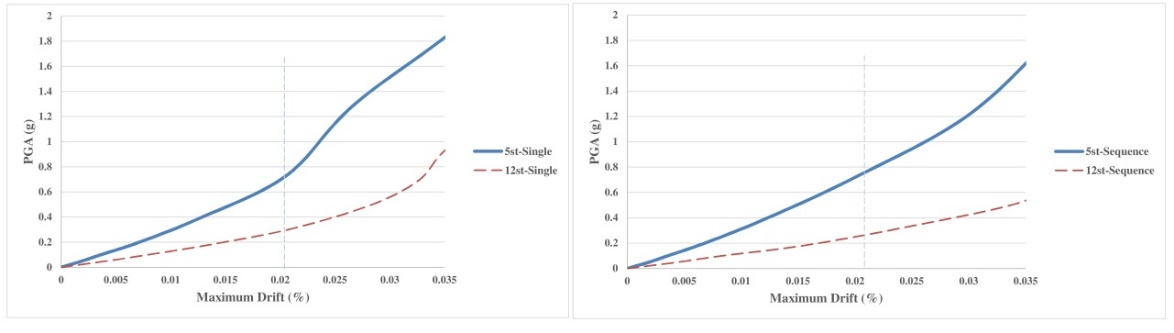 2
1.8
1.6
1.4
1.2
1
0.8
0.6
0.4
0.2
0
PGA (g)
0 0.005 0.01 0.015 0.02 0.025 0.03 0.035
Maximum Drift (%)
5st-Single
12st-Single
2
1.8
1.6
1.4
1.2
1
0.8
0.6
0.4
0.2
0
PGA (g)
0 0.005 0.01 0.015 0.02 0.025 0.03 0.035
Maximum Drift (%)
5st-Sequence
12st-Sequence